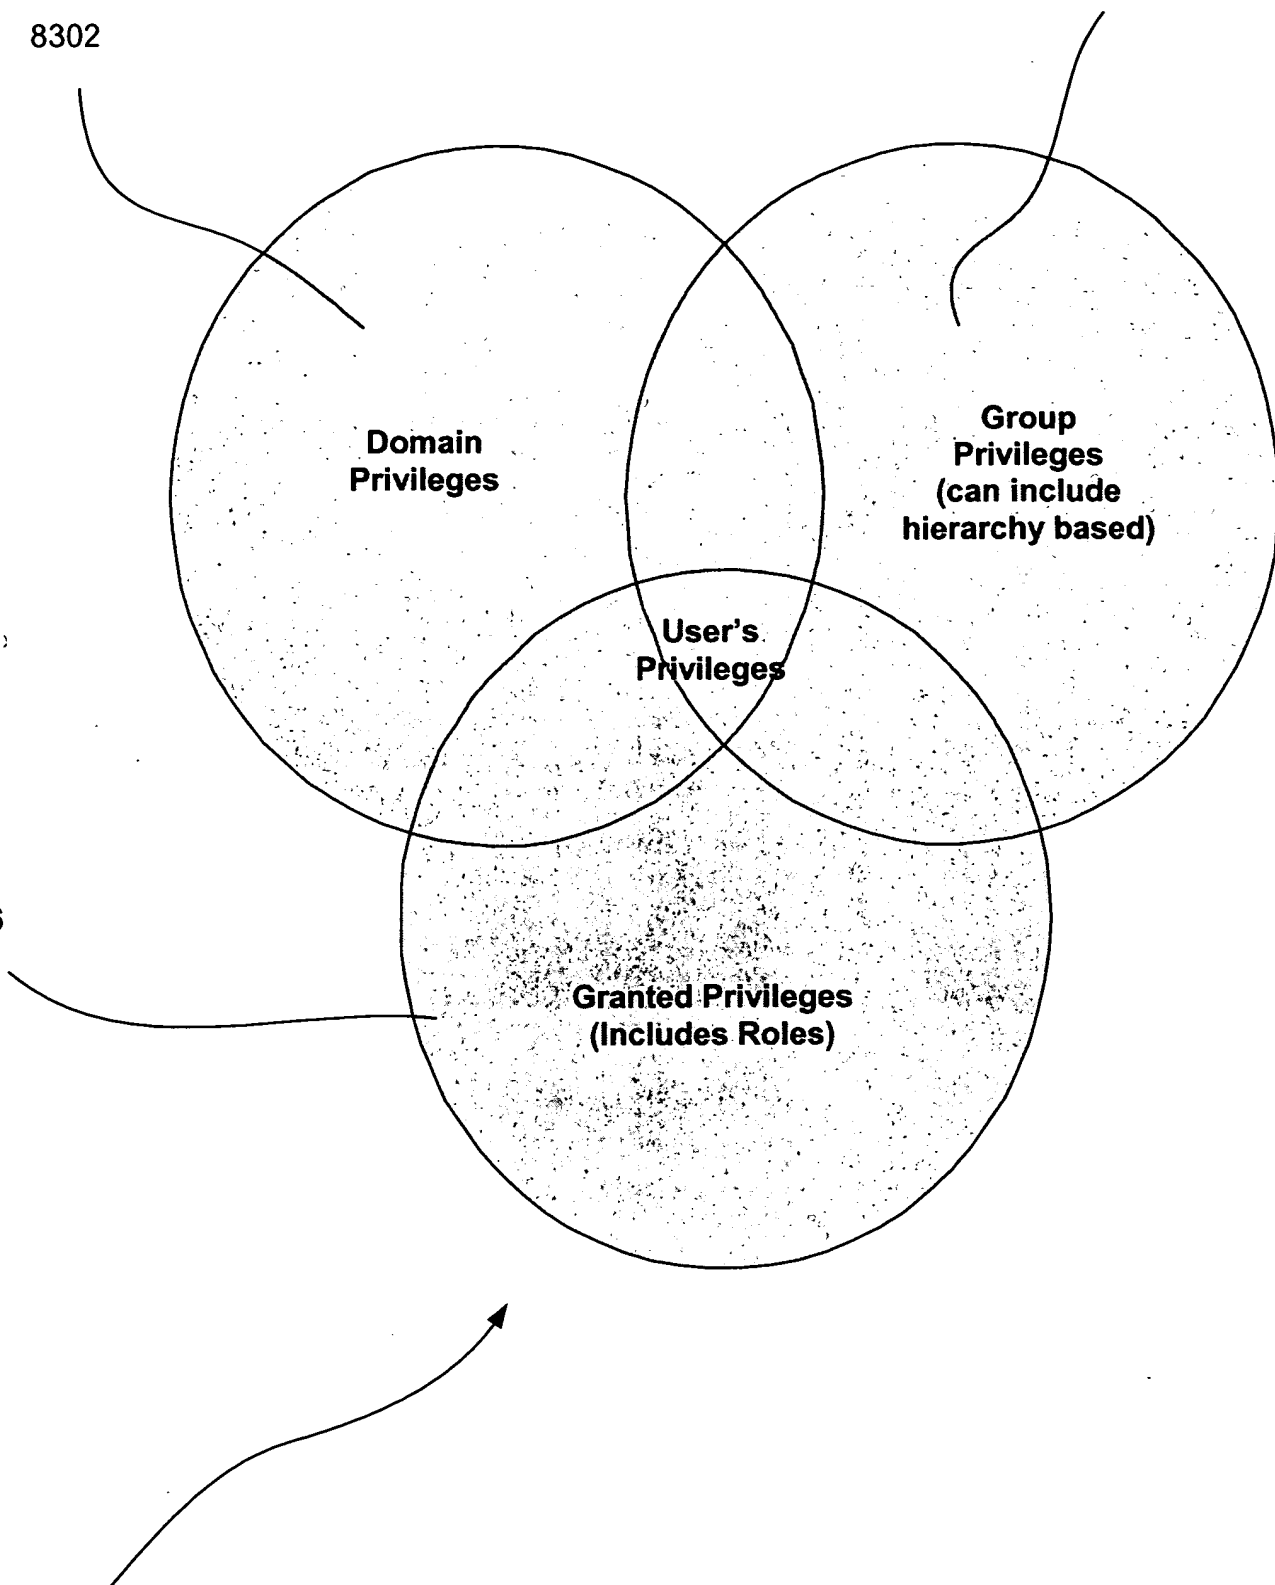 8302
Domain
Privileges
Group
Privileges
(can include
hierarchy based)
User's
Privileges
Granted Privileges
(Includes Roles)